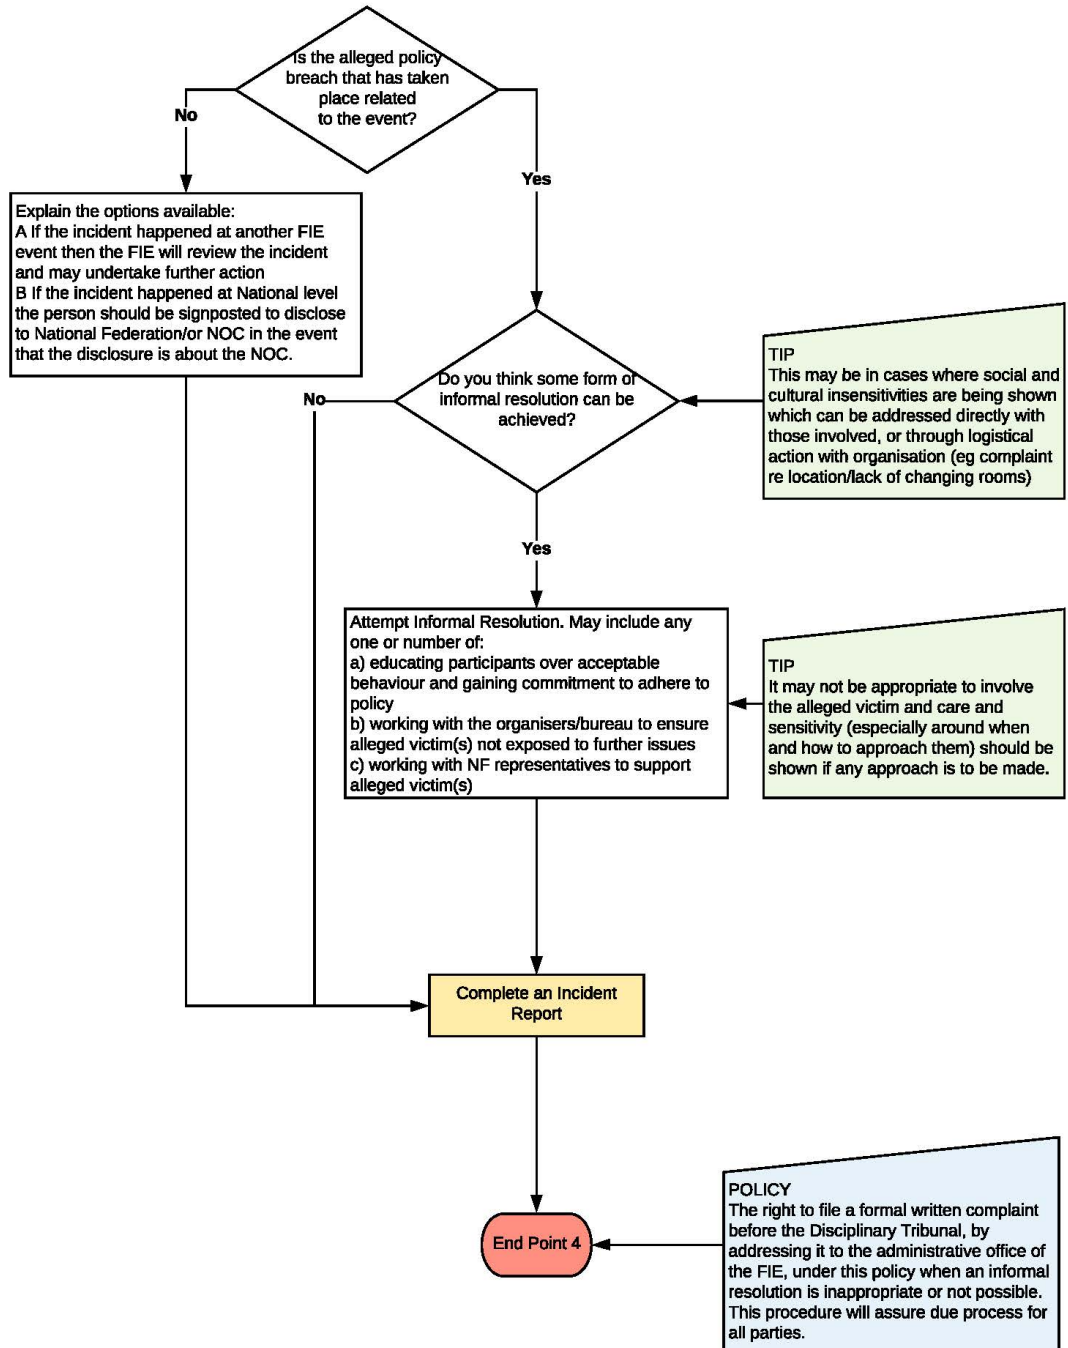 Is the alleged policy
breach that has taken
place related
to the event?
No
Yes
Explain the options available:
A If the incident happened at another FIE
event then the FIE will review the incident
and may undertake further action
B If the incident happened at National level
the person should be signposted to disclose
to National Federation/or NOC in the event
that the disclosure is about the NOC.
Do you think some form of
informal resolution can be
achieved?
No
TIP
This may be in cases where social and
cultural insensitivities are being shown
which can be addressed directly with
those involved, or through logistical
action with organisation (eg complaint
re location/lack of changing rooms)
Yes
Attempt Informal Resolution. May include any
one or number of:
a) educating participants over acceptable
behaviour and gaining commitment to adhere to
policy
b) working with the organisers/bureau to ensure
alleged victim(s) not exposed to further issues
c) working with NF representatives to support
alleged victim(s)
TIP
It may not be appropriate to involve
the alleged victim and care and
sensitivity (especially around when
and how to approach them) should be
shown if any approach is to be made.
Complete an Incident
Report
End Point 4
POLICY
The right to file a formal written complaint
before the Disciplinary Tribunal, by
addressing it to the administrative office of
the FIE, under this policy when an informal
resolution is inappropriate or not possible.
This procedure will assure due process for
all parties.